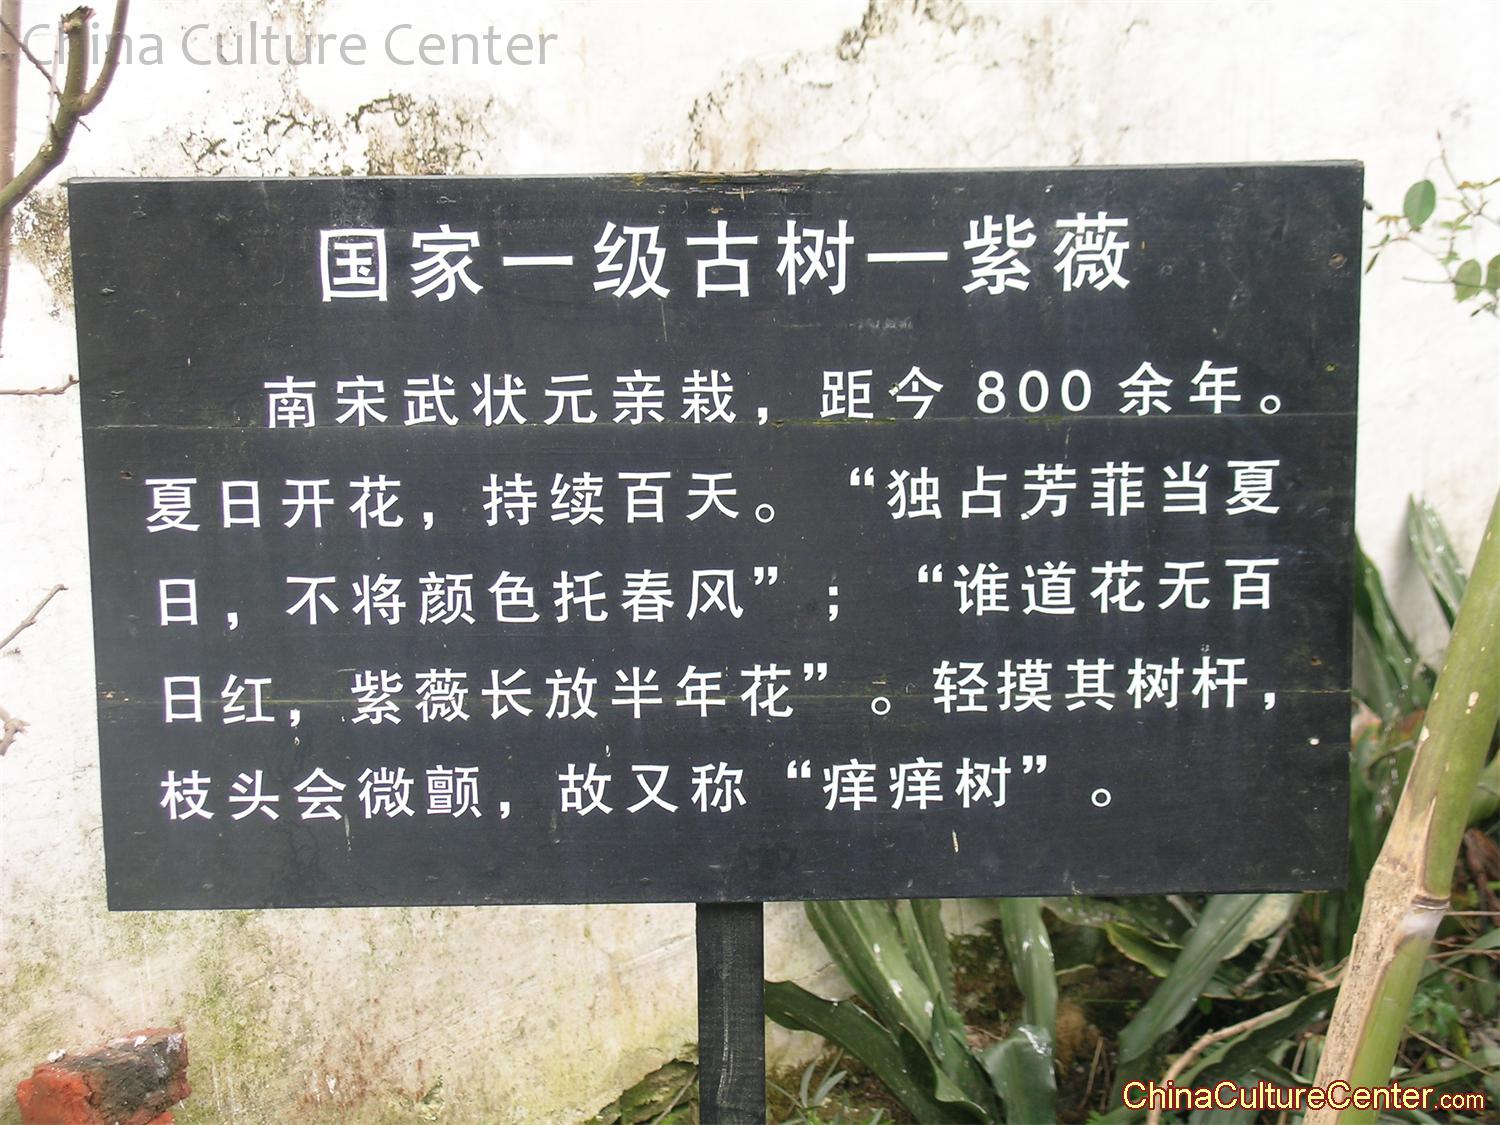 China Culture Center
国家一级古树—紫薇
南宋武状元亲栽，距今 800 余年。
夏日开花，持续百天。“独占芳菲当夏
日，不将颜色托春风”；“谁道花无百
日红，紫薇长放半年花”。轻摸其树杆，
枝头会微颤，故又称“痒痒树”。
ChinaCultureCenter.com